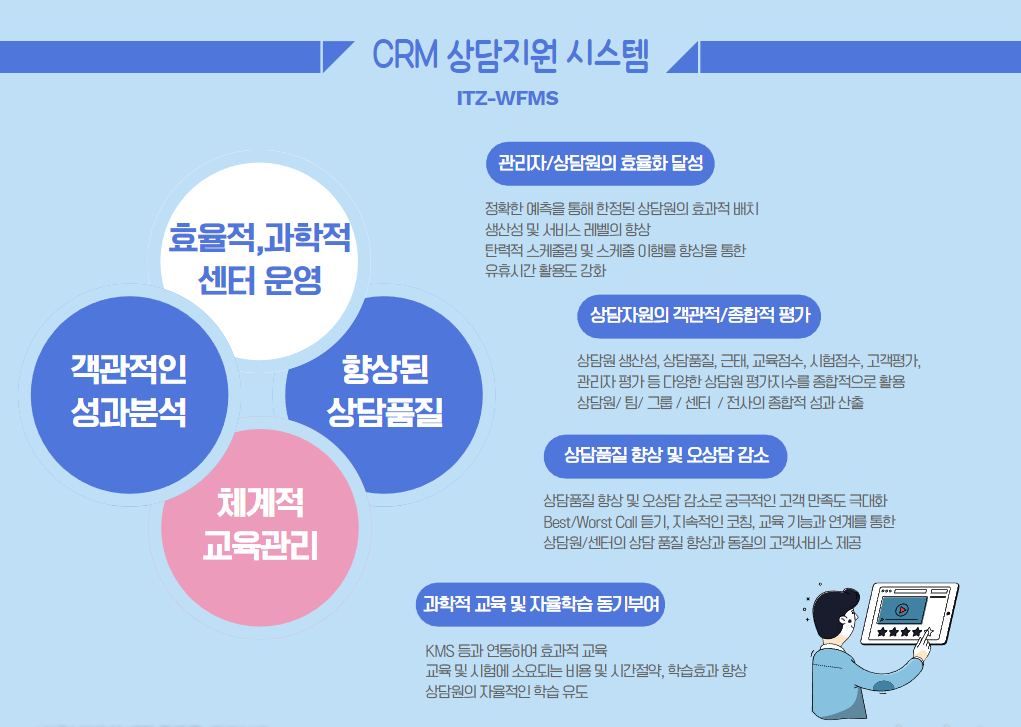 CRM 상담지원 시스템
ITZ-WFMS
효율적,과학적
센터 운영
객관적인
성과분석
향상된
상담품질
체계적
교육관리
관리자/상담원의 효율화 달성
정확한 예측을 통해 한정된 상담원의 효과적 배치
생산성 및 서비스 레벨의 향상
탄력적 스케줄링 및 스케줄 이행률 향상을 통한
유휴시간 활용도 강화
상담자원의 객관적/종합적 평가
상담원 생산성, 상담품질, 근태, 교육점수, 시험점수, 고객평가,
관리자 평가 등 다양한 상담원 평가지수를 종합적으로 활용
상담원/ 팀/ 그룹 / 센터 / 전사의 종합적 성과 산출
상담품질 향상 및 오상담 감소
상담품질 향상 및 오상담 감소로 궁극적인 고객 만족도 극대화
Best/Worst Call 듣기, 지속적인 코칭, 교육 기능과 연계를 통한
상담원/센터의 상담 품질 향상과 동질의 고객서비스 제공
과학적 교육 및 자율학습 동기부여
KMS 등과 연동하여 효과적 교육
교육 및 시험에 소요되는 비용 및 시간절약, 학습효과 향상
상담원의 자율적인 학습 유도